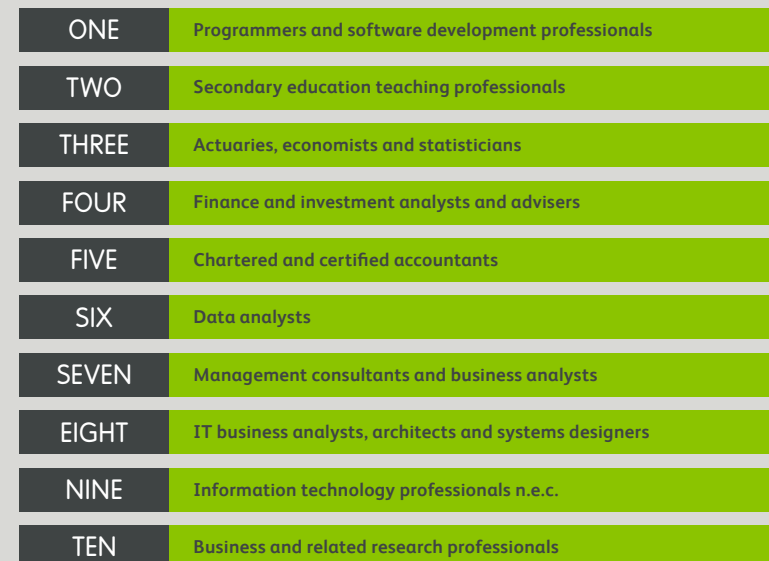 ONE Programmers and software development professionals
TWO Secondary education teaching professionals
THREE Actuaries, economists and statisticians
FOUR Finance and investment analysts and advisers
FIVE Chartered and certified accountants
SIX Data analysts
SEVEN Management consultants and business analysts
EIGHT IT business analysts, architects and systems designers
NINE Information technology professionals n.e.c.
TEN Business and related research professionals